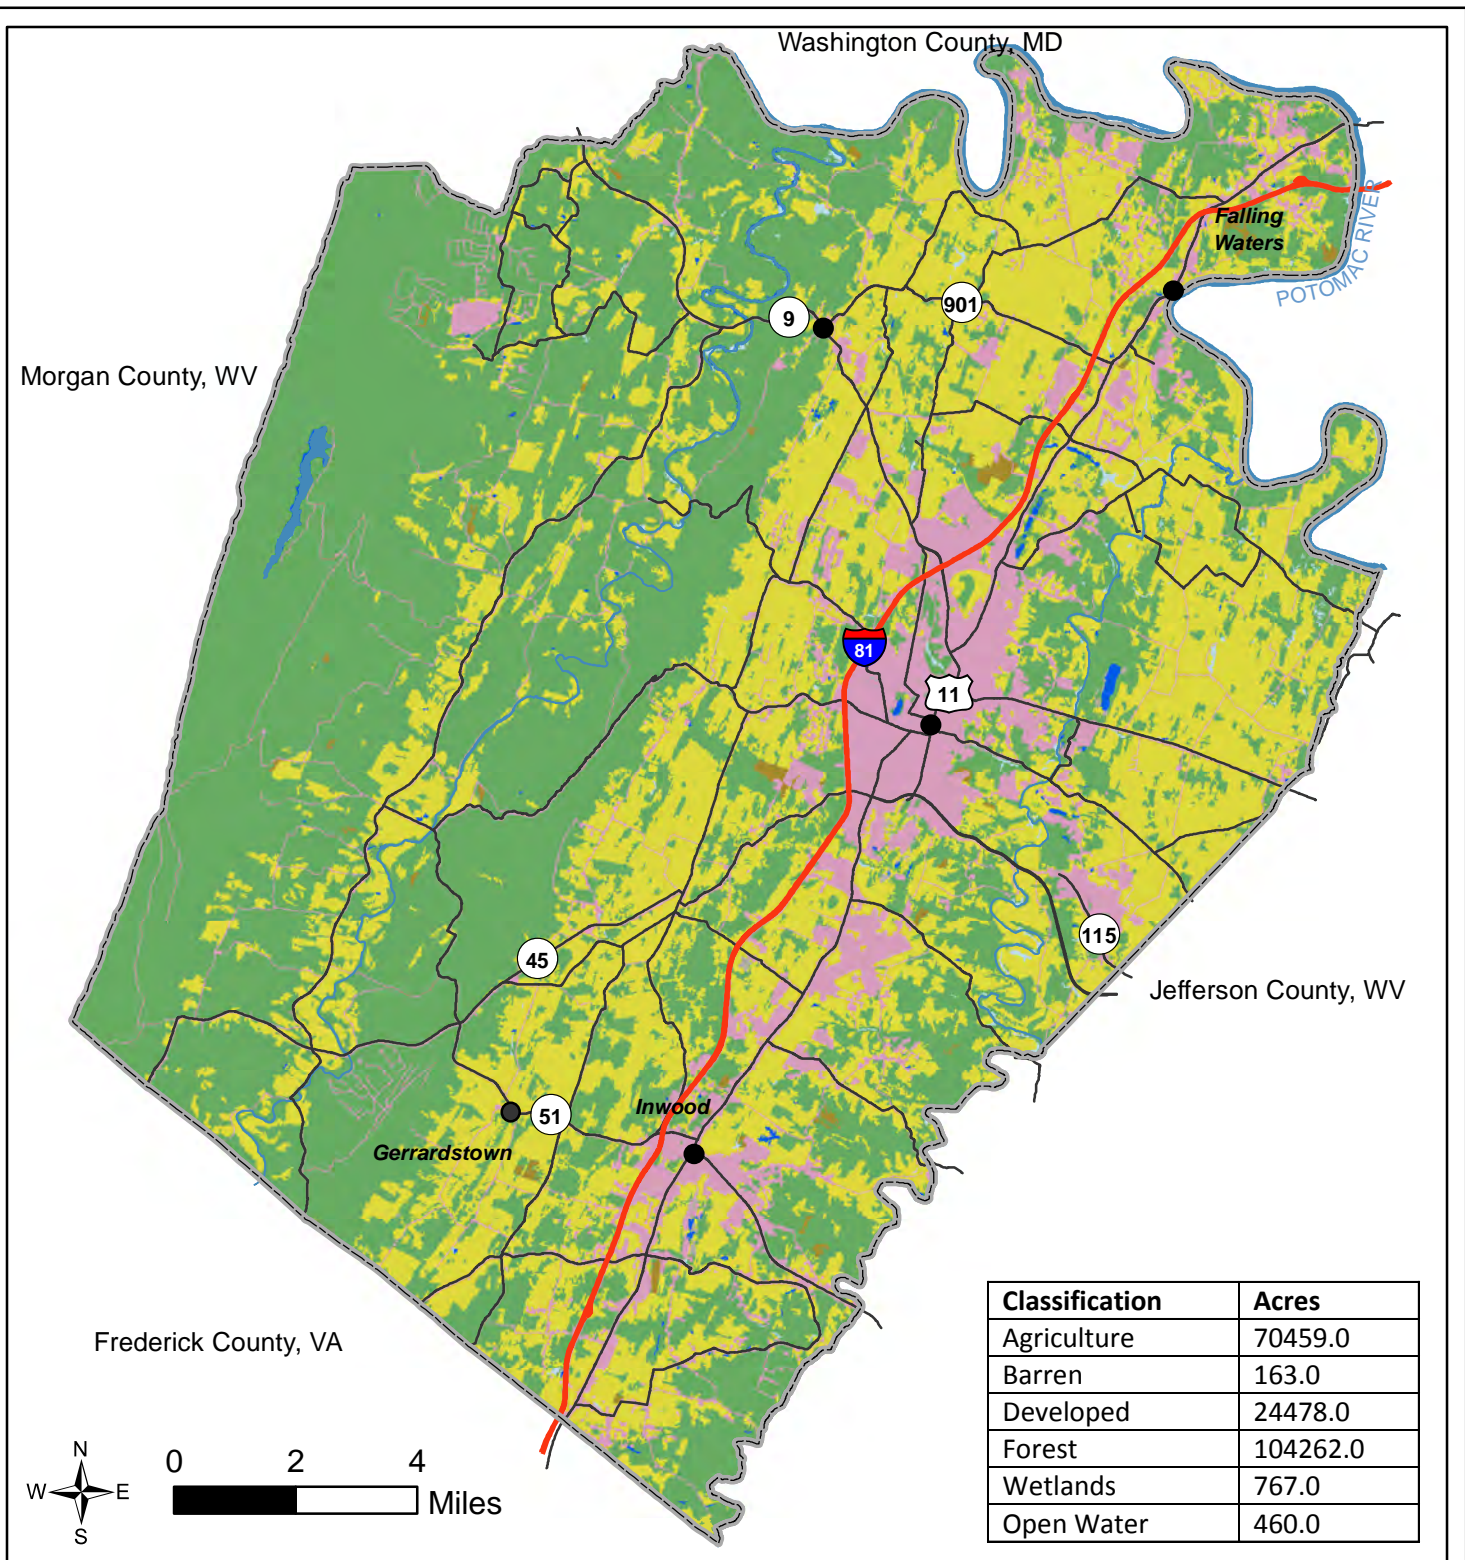 Washington County, MD
Falling
Waters
POTOMAC RIVER
901
9
Morgan County, WV
81
11
115
45
Jefferson County, WV
51
Inwood
Gerrardstown
Frederick County, VA
Classification Acres
Agriculture 70459.0
Barren 163.0
Developed 24478.0
Forest 104262.0
Wetlands 767.0
Open Water 460.0
N
W E
S
0 2 4
Miles